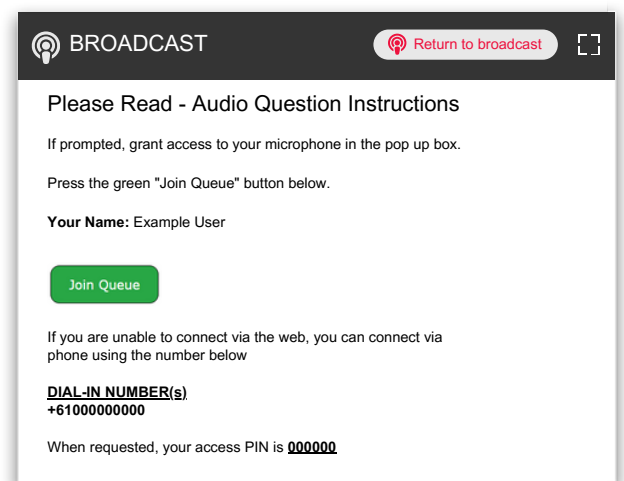 BROADCAST
Return to broadcast
Please Read - Audio Question Instructions
If prompted, grant access to your microphone in the pop up box.
Press the green "Join Queue" button below.
Your Name: Example User
Join Queue
If you are unable to connect via the web, you can connect via
phone using the number below
DIAL-IN NUMBER(s)
+61000000000
When requested, your access PIN is 000000